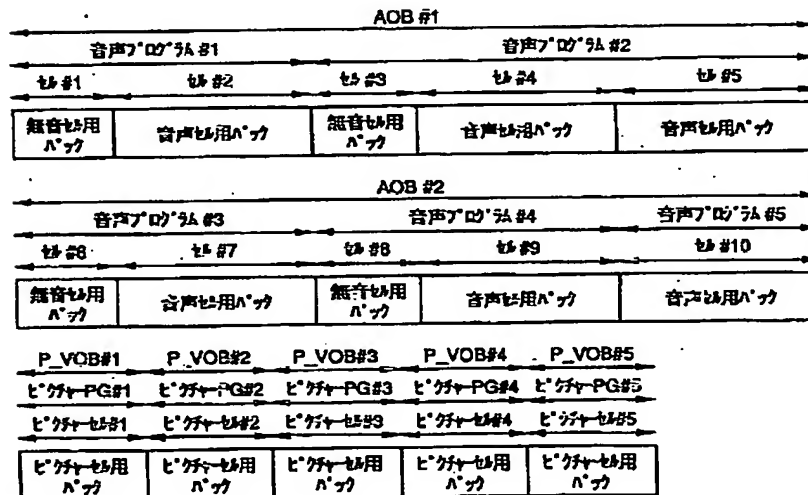 AOB #1
音声プログラム #1 音声プログラム #2
セル #1 セル #2 セル #3 セル #4 セル #5
無音セル用パック 音声セル用パック 無音セル用パック 音声セル用パック 音声セル用パック
AOB #2
音声プログラム #3 音声プログラム #4 音声プログラム #5
セル #6 セル #7 セル #8 セル #9 セル #10
無音セル用パック 音声セル用パック 無音セル用パック 音声セル用パック 音声セル用パック
P_VOB#1 P_VOB#2 P_VOB#3 P_VOB#4 P_VOB#5
ピクチャーPG#1 ピクチャーPG#2 ピクチャーPG#3 ピクチャーPG#4 ピクチャーPG#5
ピクチャーセル#1 ピクチャーセル#2 ピクチャーセル#3 ピクチャーセル#4 ピクチャーセル#5
ピクチャーセル用パック ピクチャーセル用パック ピクチャーセル用パック ピクチャーセル用パック ピクチャーセル用パック